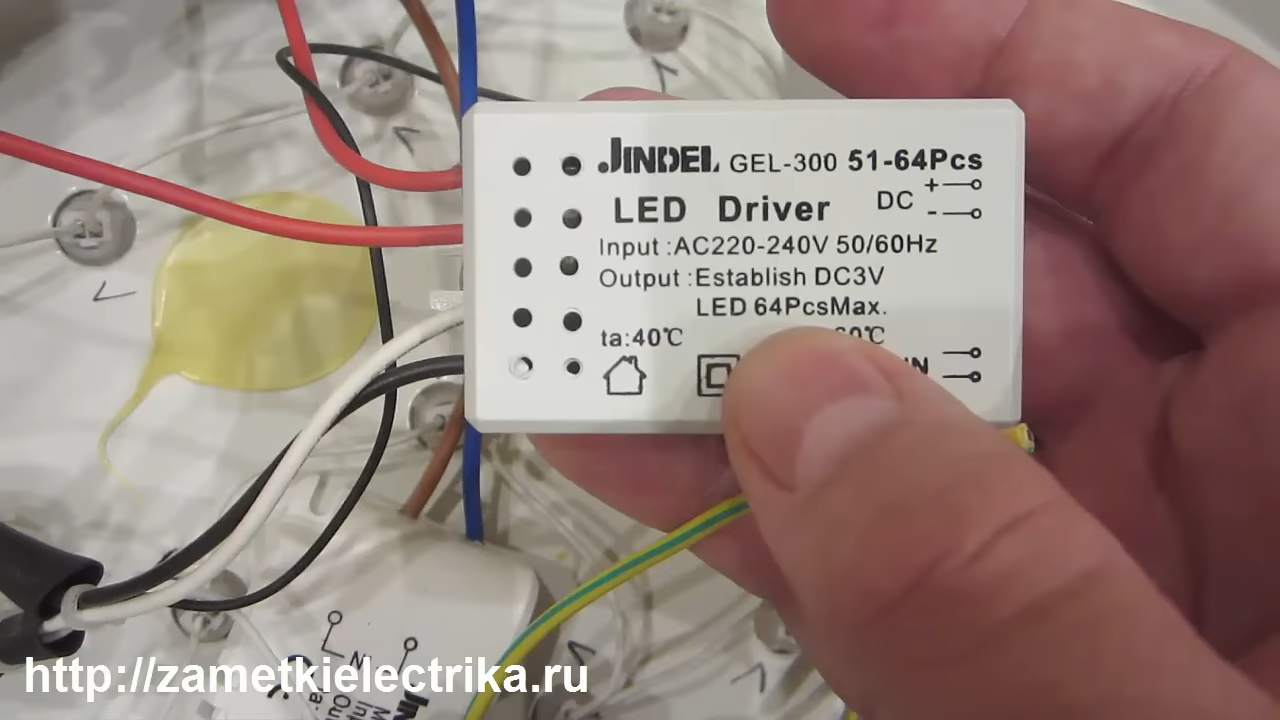 JINDEL GEL-300 51-64Pcs
LED Driver DC + -
Input :AC220-240V 50/60Hz
Output :Establish DC3V
LED 64PcsMax.
ta:40℃
http://zametkielectrika.ru